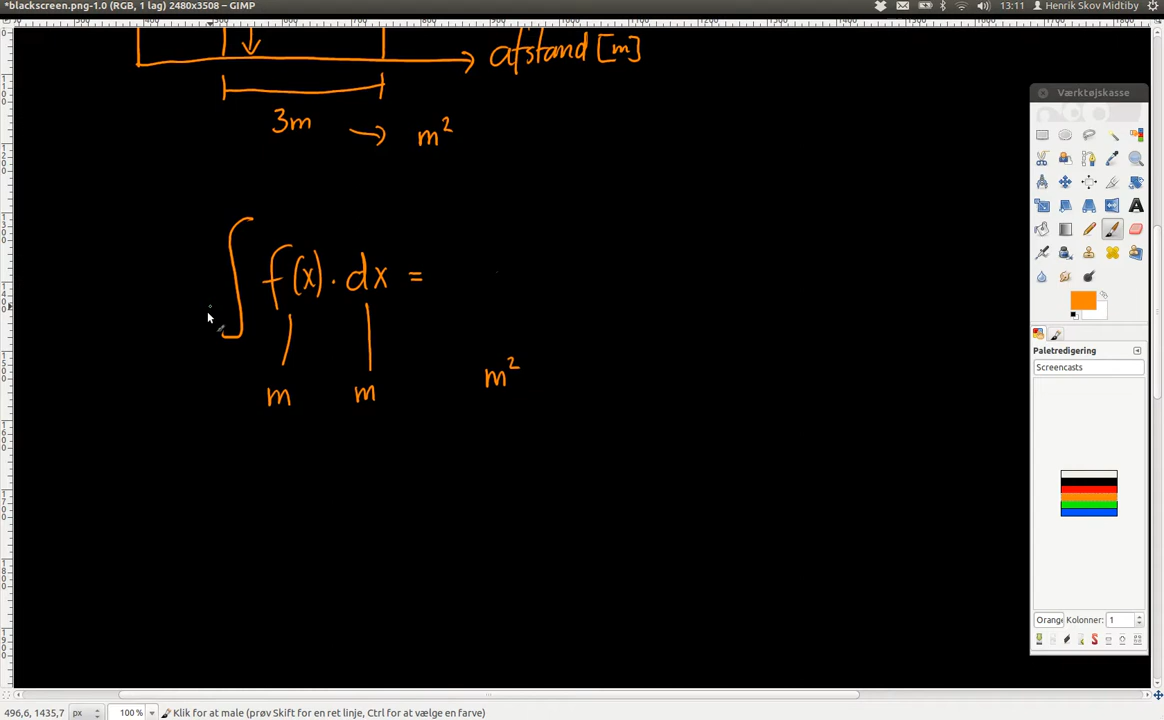 *blackscreen.png-1.0 (RGB, 1 lag) 2480x3508 – GIMP
13:11 Henrik Skov Midtiby
afstand [m]
3m → m²
∫ f(x) · dx =
m m m²
Værktøjskasse
Paletredigering
Screencasts
Orange Kolonner: 1
496,6, 1435,7 px 100% Klik for at male (prøv Skift for en ret linje, Ctrl for at vælge en farve)